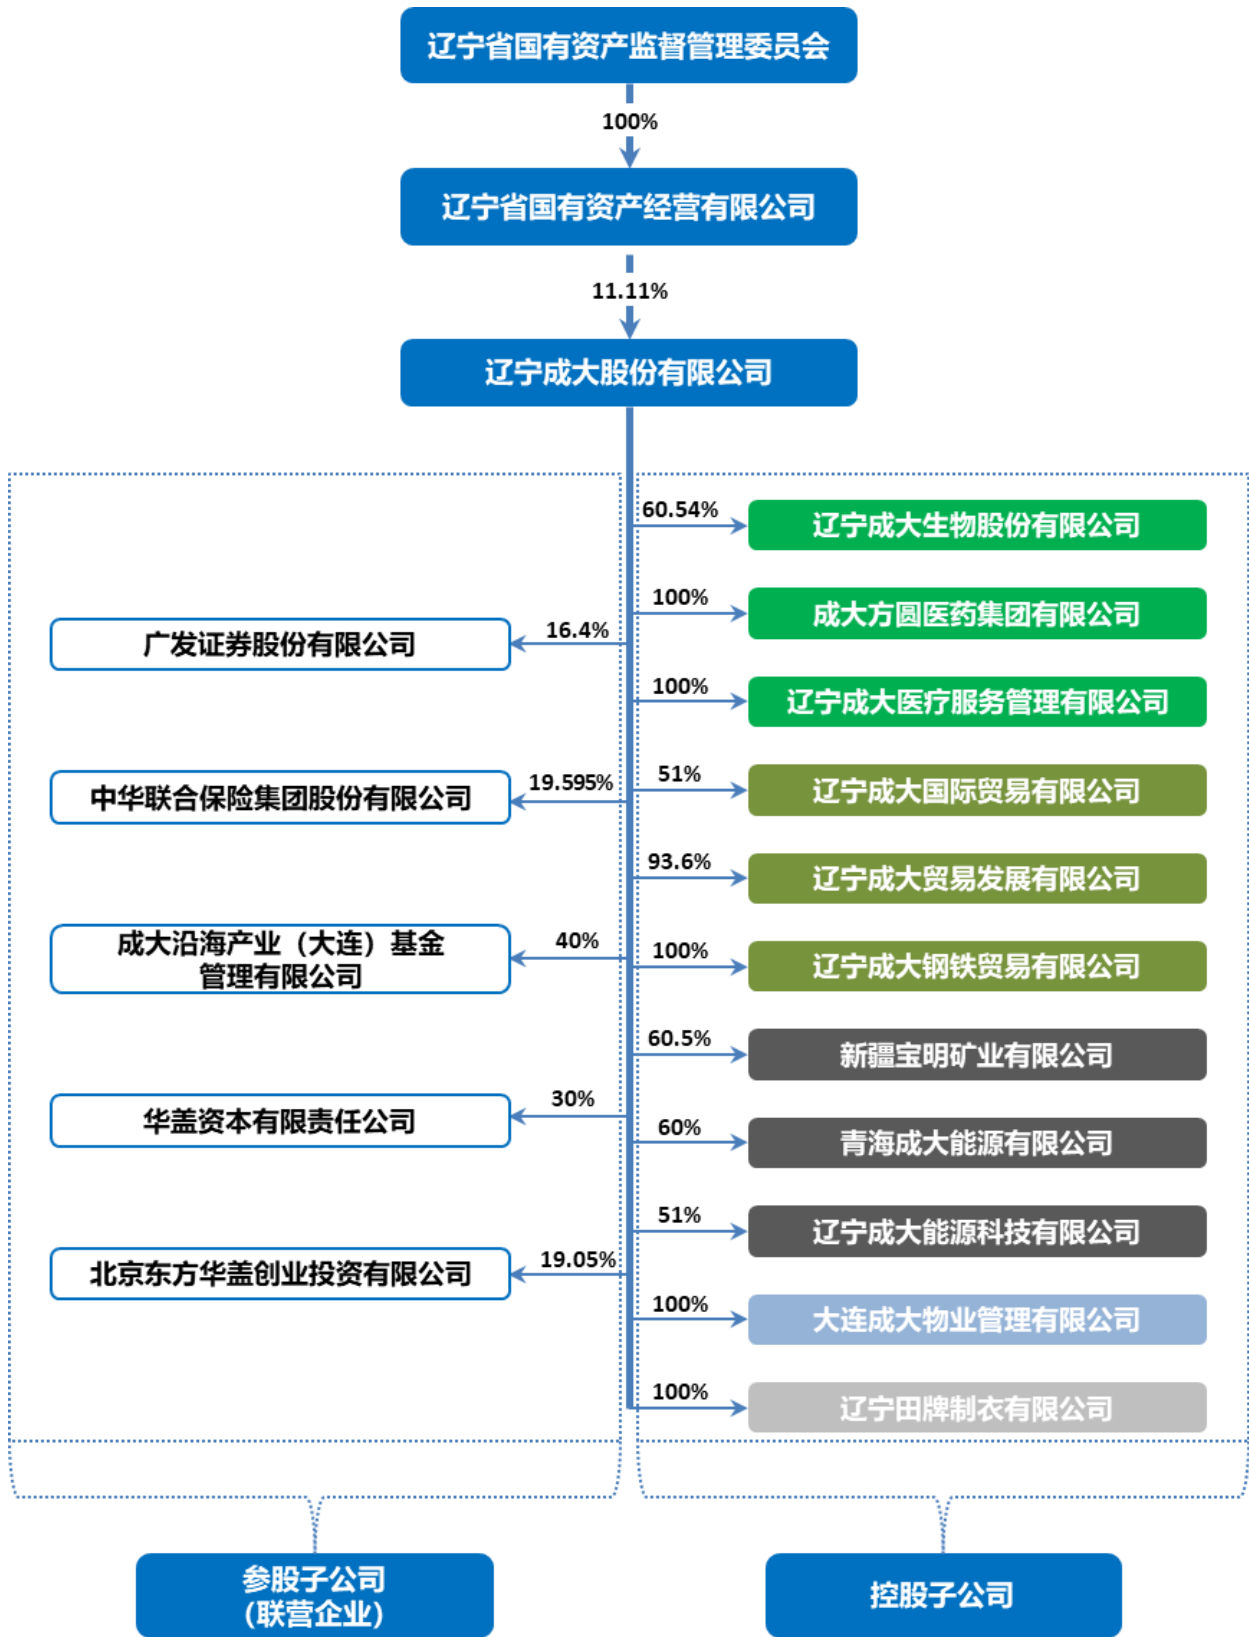 辽宁省国有资产监督管理委员会
100%
辽宁省国有资产经营有限公司
11.11%
辽宁成大股份有限公司
16.4%
广发证券股份有限公司
19.595%
中华联合保险集团股份有限公司
40%
成大沿海产业（大连）基金
管理有限公司
30%
华盖资本有限责任公司
19.05%
北京东方华盖创业投资有限公司
参股子公司
(联营企业)
60.54%
辽宁成大生物股份有限公司
100%
成大方圆医药集团有限公司
100%
辽宁成大医疗服务管理有限公司
51%
辽宁成大国际贸易有限公司
93.6%
辽宁成大贸易发展有限公司
100%
辽宁成大钢铁贸易有限公司
60.5%
新疆宝明矿业有限公司
60%
青海成大能源有限公司
51%
辽宁成大能源科技有限公司
100%
大连成大物业管理有限公司
100%
辽宁田牌制衣有限公司
控股子公司